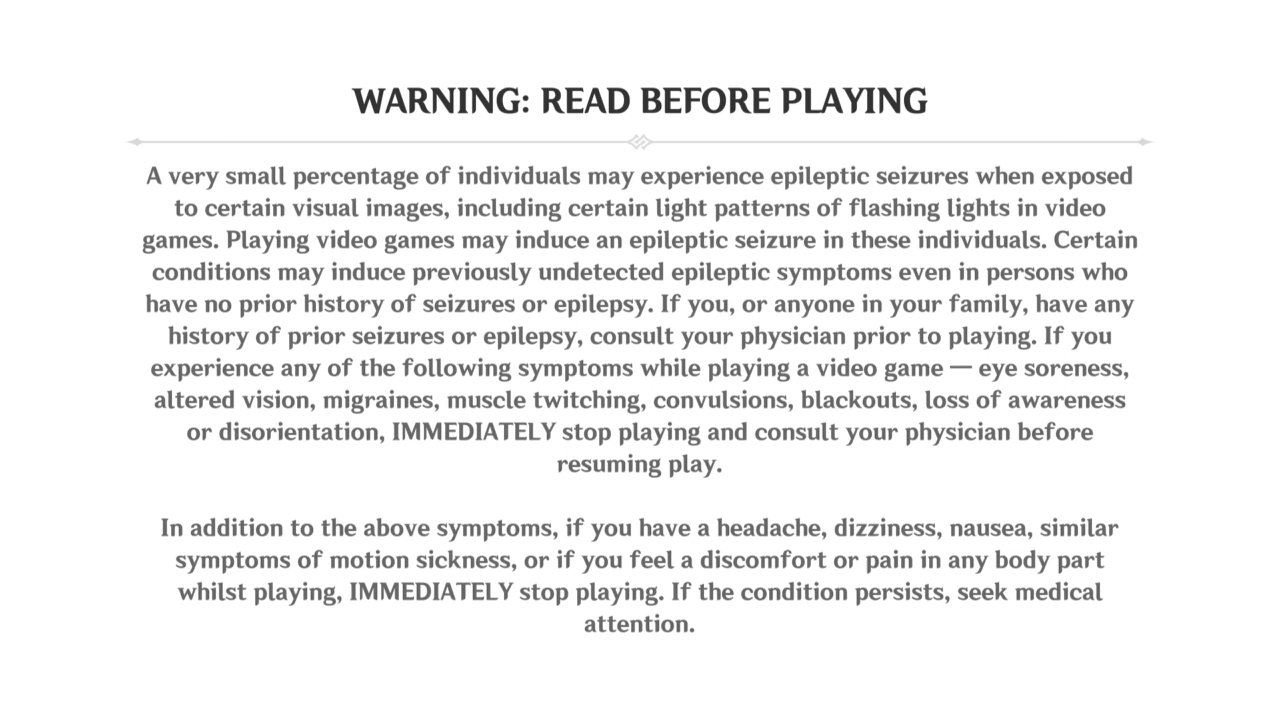 WARNING: READ BEFORE PLAYING
A very small percentage of individuals may experience epileptic seizures when exposed
to certain visual images, including certain light patterns of flashing lights in video
games. Playing video games may induce an epileptic seizure in these individuals. Certain
conditions may induce previously undetected epileptic symptoms even in persons who
have no prior history of seizures or epilepsy. If you, or anyone in your family, have any
history of prior seizures or epilepsy, consult your physician prior to playing. If you
experience any of the following symptoms while playing a video game — eye soreness,
altered vision, migraines, muscle twitching, convulsions, blackouts, loss of awareness
or disorientation, IMMEDIATELY stop playing and consult your physician before
resuming play.
In addition to the above symptoms, if you have a headache, dizziness, nausea, similar
symptoms of motion sickness, or if you feel a discomfort or pain in any body part
whilst playing, IMMEDIATELY stop playing. If the condition persists, seek medical
attention.